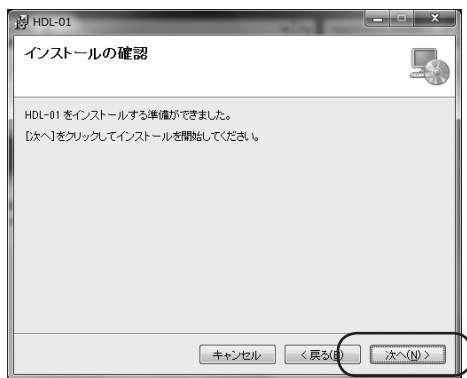 HDL-01
インストールの確認
HDL-01 をインストールする準備ができました。
[次へ]をクリックしてインストールを開始してください。
キャンセル
< 戻る(B)
次へ(N) >